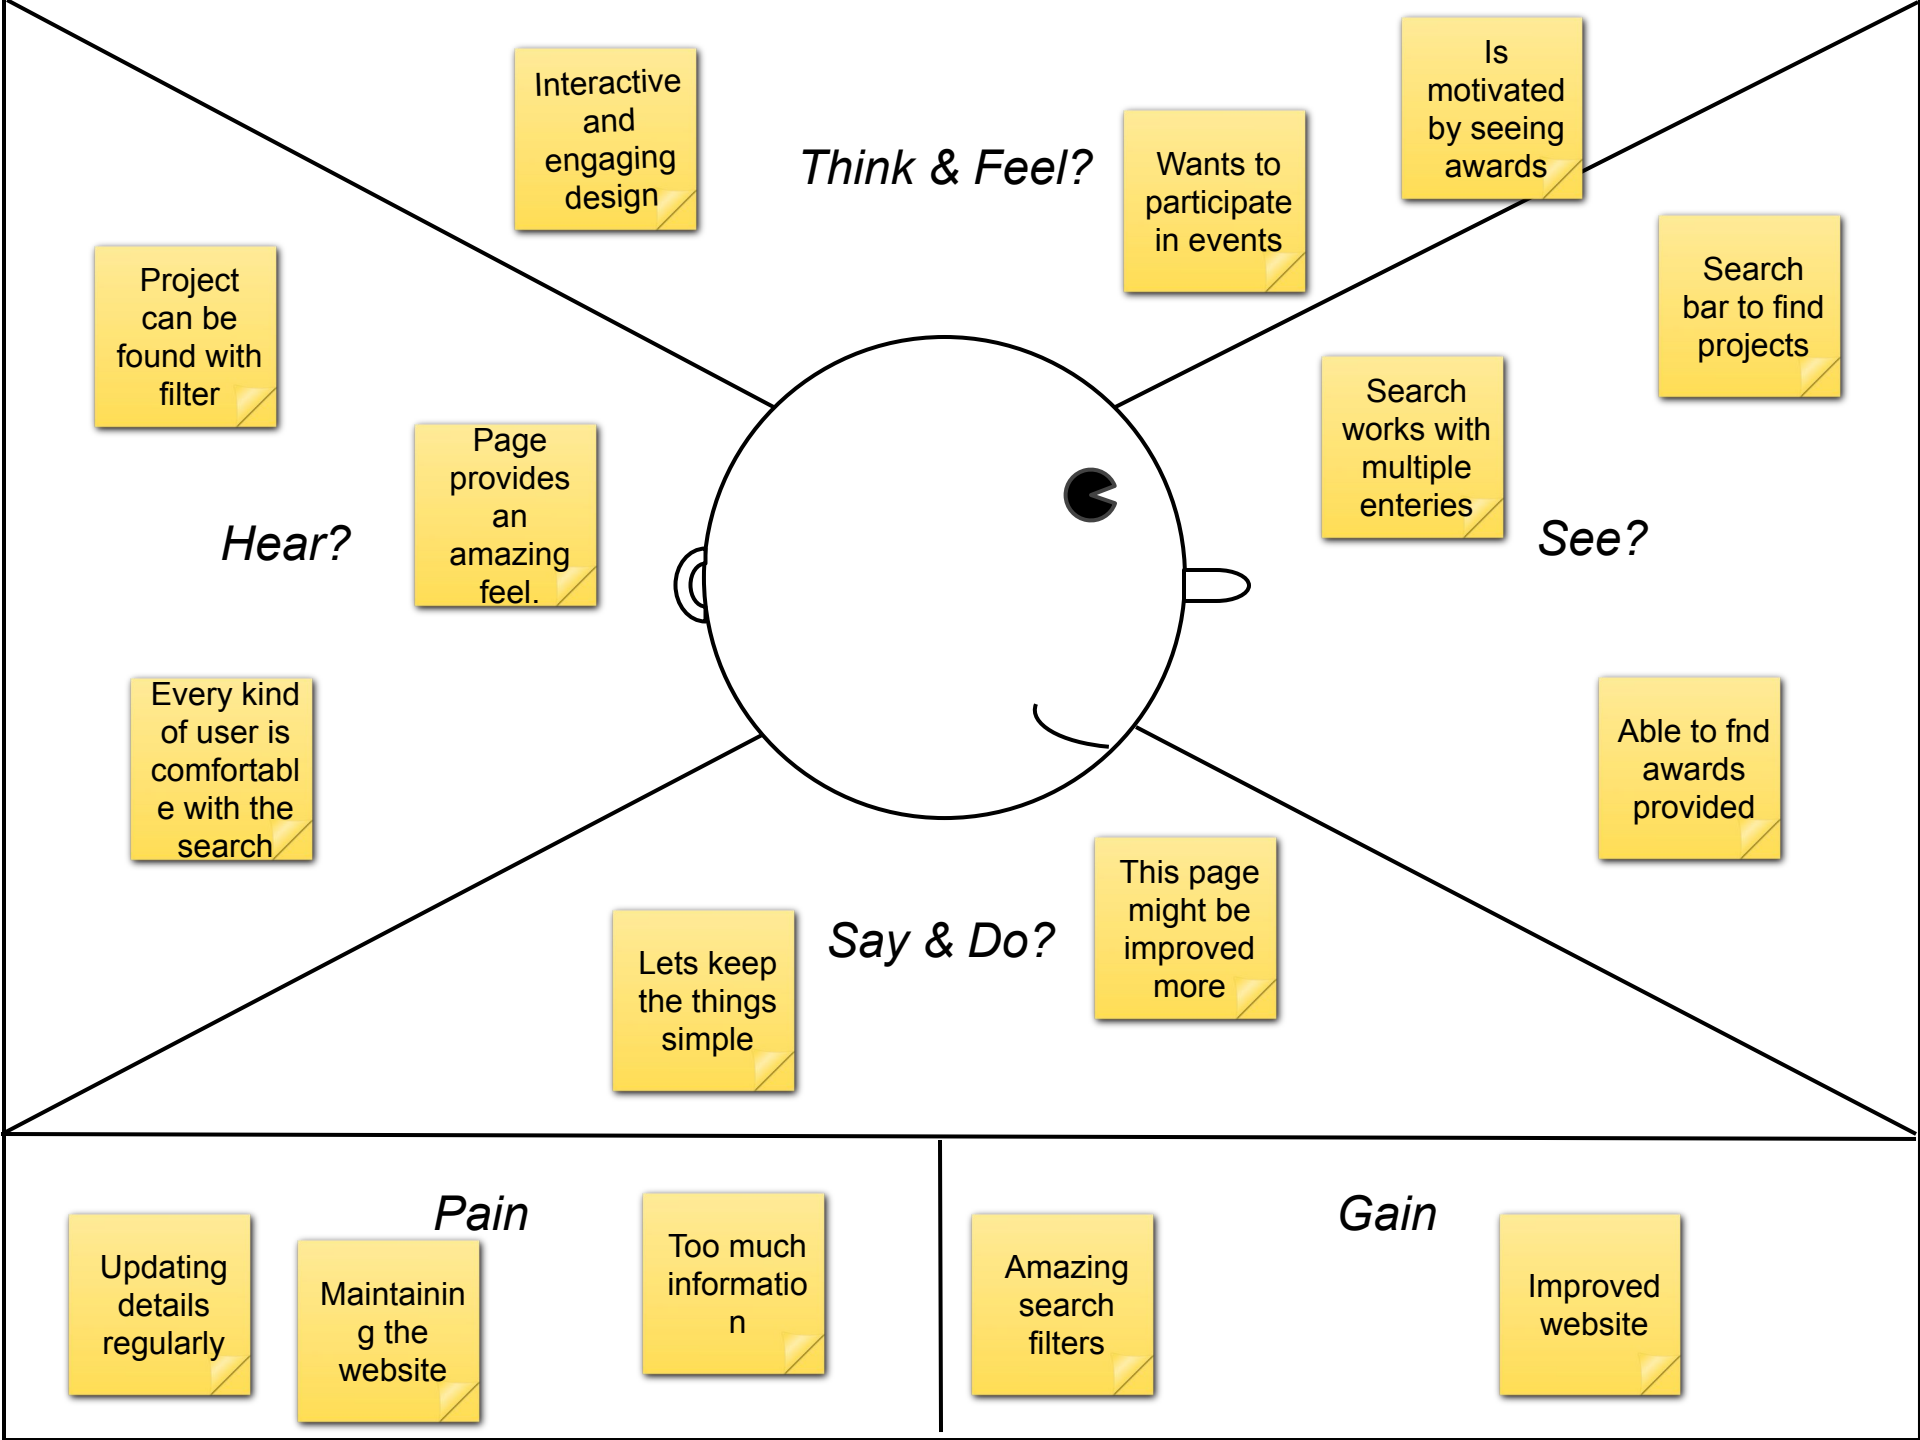 Interactive
and
engaging
design
Think & Feel?
Wants to
participate
in events
Is
motivated
by seeing
awards
Project
can be
found with
filter
Page
provides
an
amazing
feel.
Hear?
Every kind
of user is
comfortabl
e with the
search
Search
bar to find
projects
Search
works with
multiple
enteries
See?
Able to fnd
awards
provided
Lets keep
the things
simple
Say & Do?
This page
might be
improved
more
Pain
Updating
details
regularly
Maintainin
g the
website
Too much
informatio
n
Gain
Amazing
search
filters
Improved
website